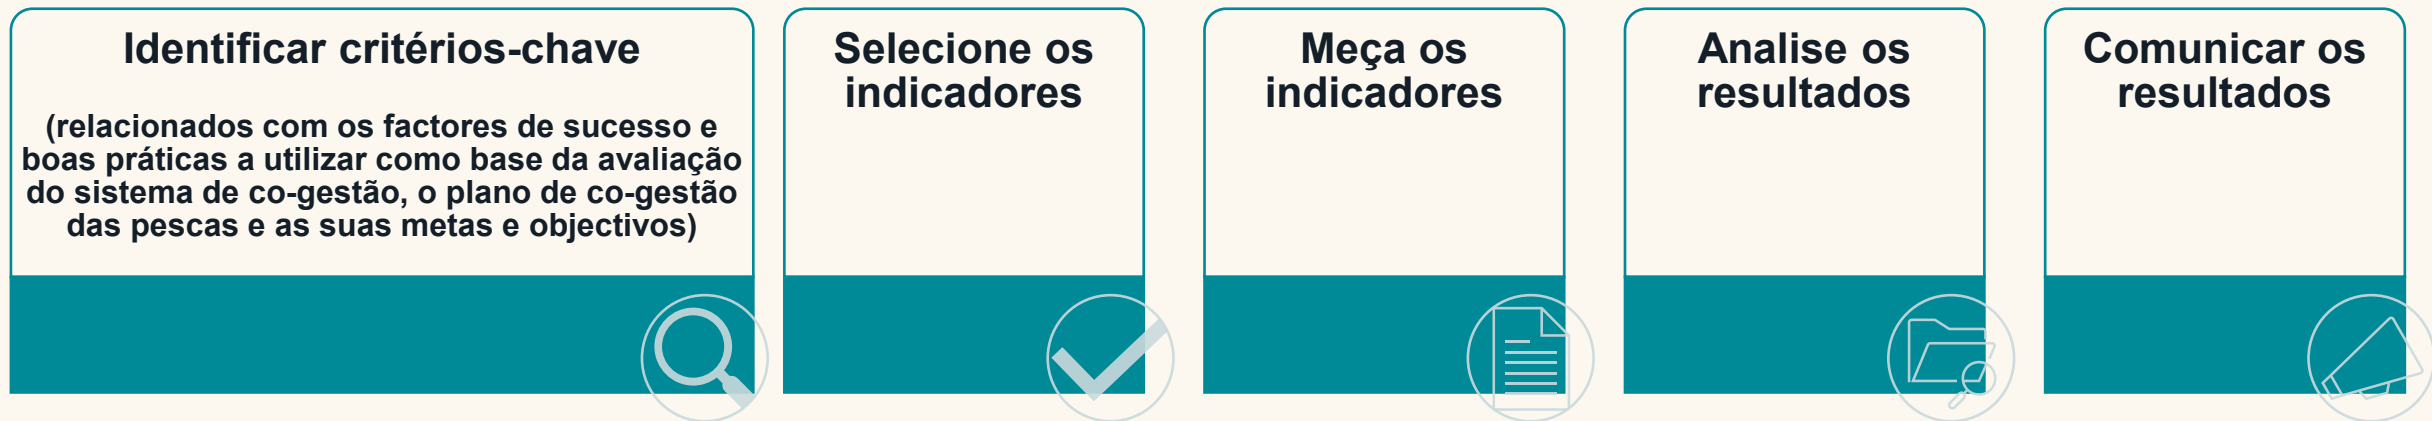 Identificar critérios-chave
(relacionados com os factores de sucesso e
boas práticas a utilizar como base da avaliação
do sistema de co-gestão, o plano de co-gestão
das pescas e as suas metas e objectivos)
Selecione os
indicadores
Meça os
indicadores
Analise os
resultados
Comunicar os
resultados